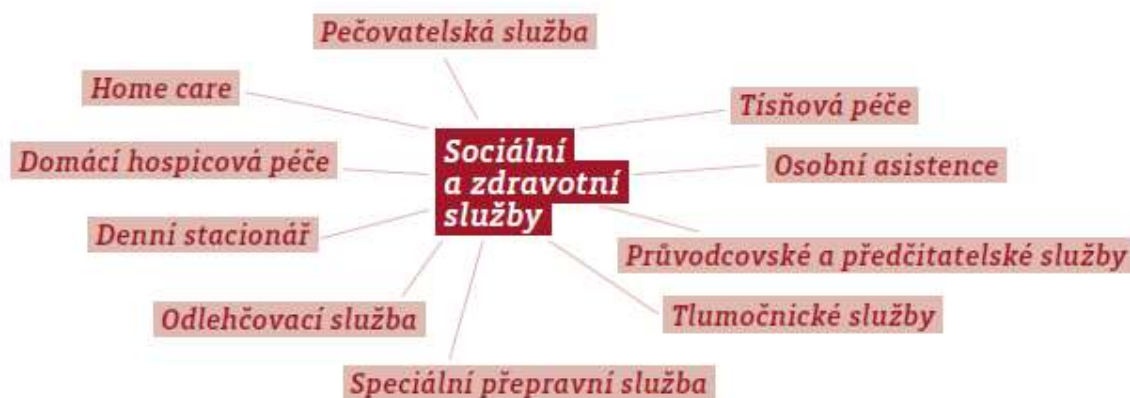 Pečovatelská služba
Home care
Tísňová péče
Sociální
a zdravotní
služby
Domácí hospicová péče
Osobní asistence
Denní stacionář
Průvodcovské a předčitatelské služby
Odlehčovací služba
Tlumočnické služby
Speciální přepravní služba